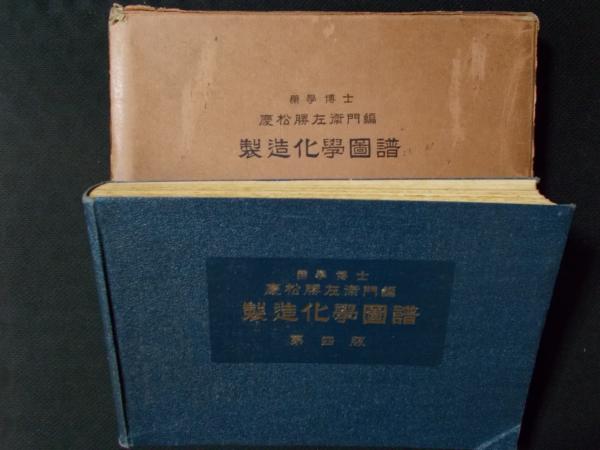 藥學博士
慶松勝左衛門編
製造化學圖譜
藥學博士
慶松勝左衛門編
製造化學圖譜
第四版